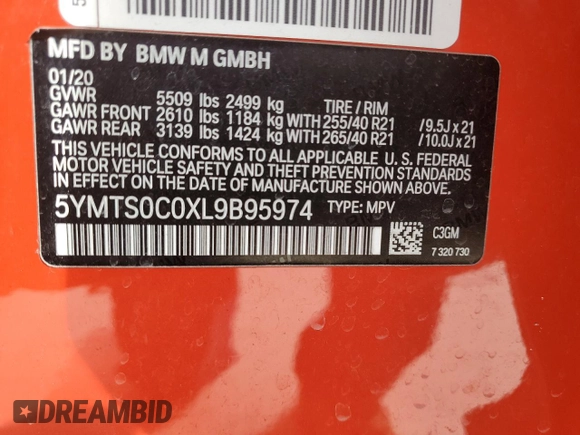 MFD BY BMW M GMBH
01/20
GVWR 5509 lbs 2499 kg TIRE / RIM
GAWR FRONT 2610 lbs 1184 kg WITH 255/40 R21 /9.5J x 21
GAWR REAR 3139 lbs 1424 kg WITH 265/40 R21 /10.0J x 21
THIS VEHICLE CONFORMS TO ALL APPLICABLE U. S. FEDERAL
MOTOR VEHICLE SAFETY AND THEFT PREVENTION STANDARDS
IN EFFECT ON THE DATE OF MANUFACTURE SHOWN ABOVE.
5YMTS0C0XL9B95974 TYPE: MPV
C3GM
7 320 730
DREAMBID